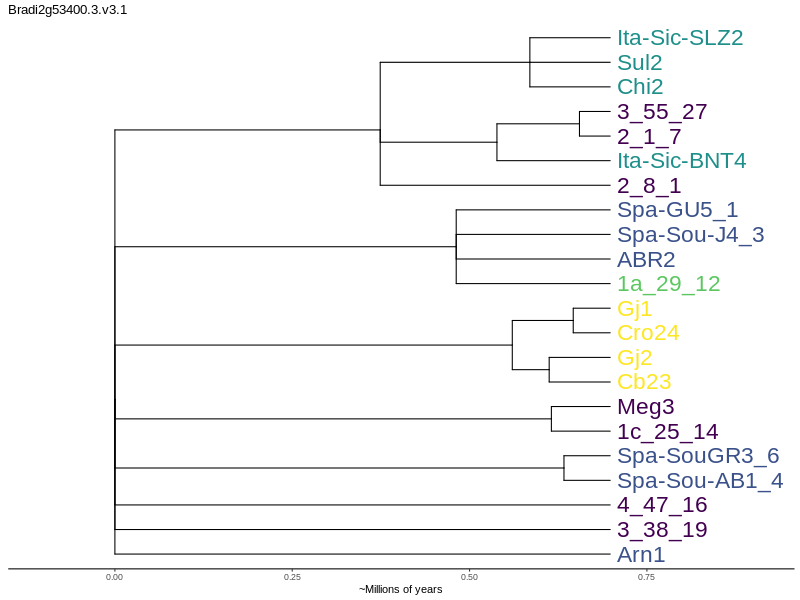 Bradi2g53400.3.v3.1
Ita-Sic-SLZ2
Sul2
Chi2
3_55_27
2_1_7
Ita-Sic-BNT4
2_8_1
Spa-GU5_1
Spa-Sou-J4_3
ABR2
1a_29_12
Gj1
Cro24
Gj2
Cb23
Meg3
1c_25_14
Spa-SouGR3_6
Spa-Sou-AB1_4
4_47_16
3_38_19
Arn1
0.00 0.25 0.50 0.75
~Millions of years